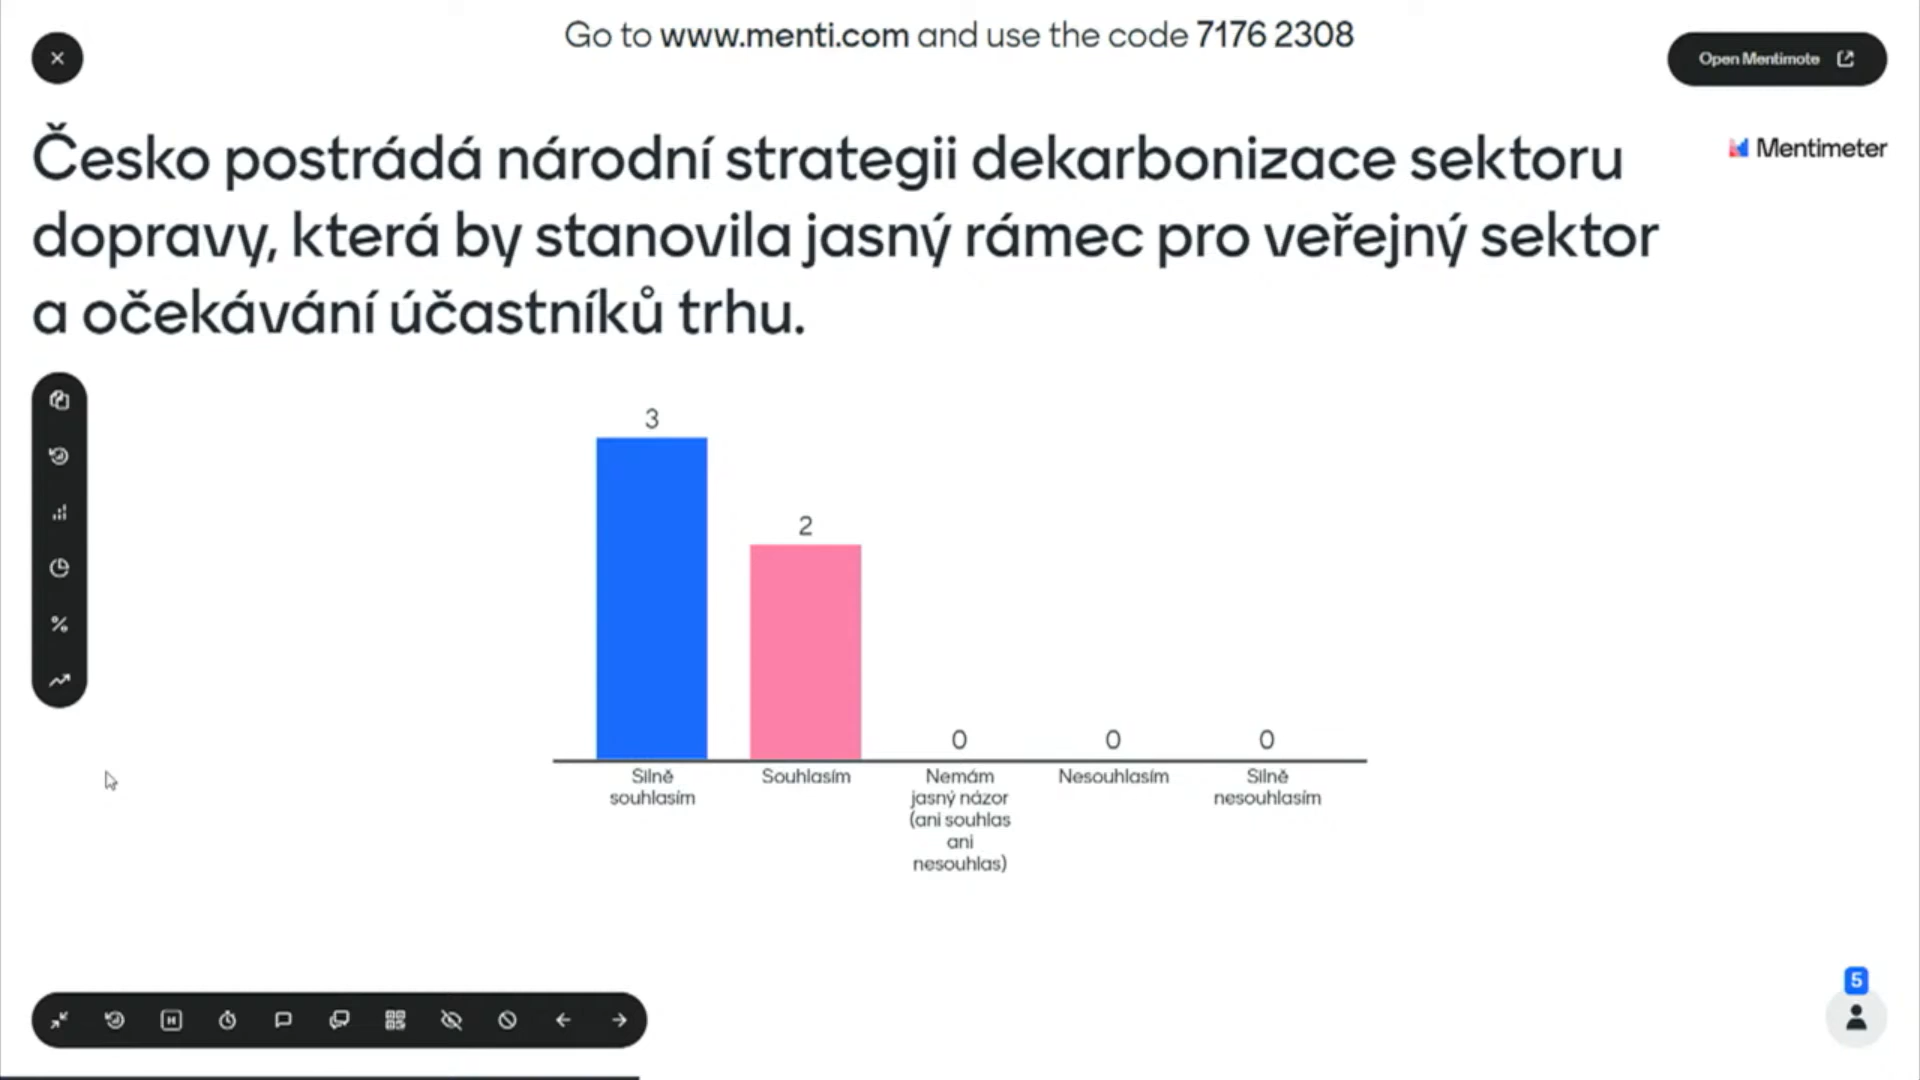 Go to www.menti.com and use the code 7176 2308
Open Mentimote
Mentimeter
Česko postrádá národní strategii dekarbonizace sektoru
dopravy, která by stanovila jasný rámec pro veřejný sektor
a očekávání účastníků trhu.
3
2
0
0
0
Silně
souhlasím
Souhlasím
Nemám
jasný názor
(ani souhlas
ani
nesouhlas)
Nesouhlasím
Silně
nesouhlasím
5